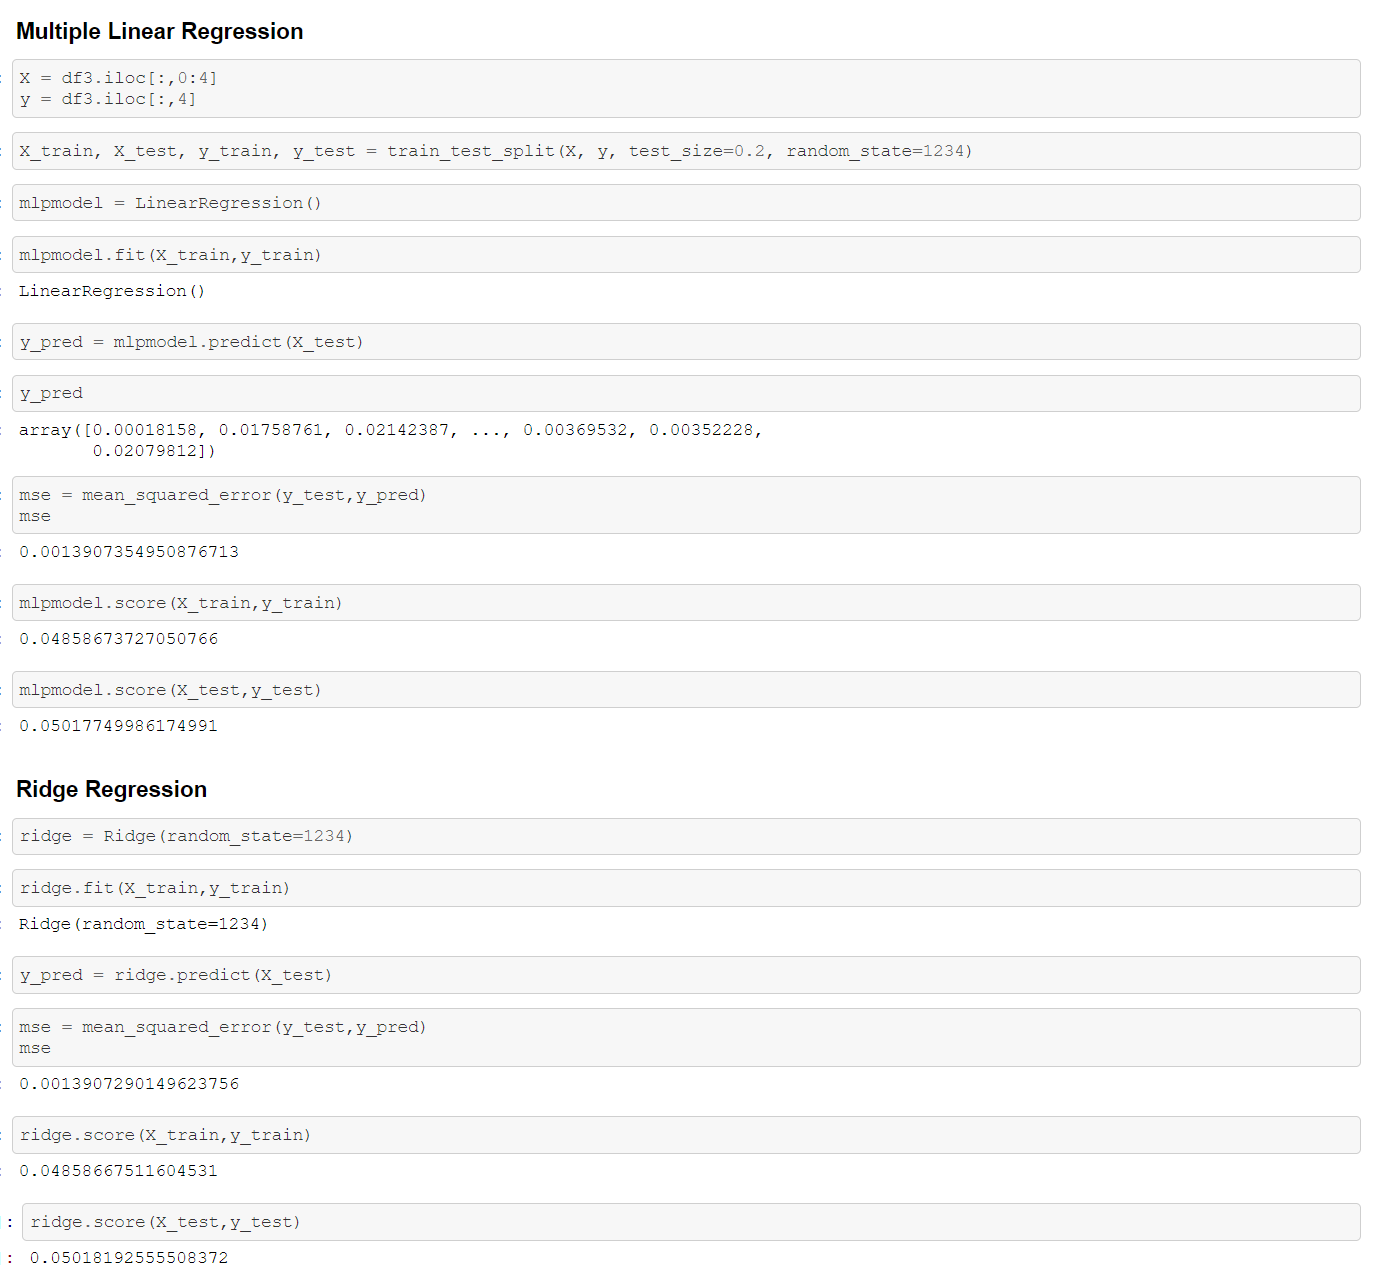 Multiple Linear Regression
X = df3.iloc[:,0:4]
y = df3.iloc[:,4]
X_train, X_test, y_train, y_test = train_test_split(X, y, test_size=0.2, random_state=1234)
mlpmodel = LinearRegression()
mlpmodel.fit(X_train,y_train)
LinearRegression()
y_pred = mlpmodel.predict(X_test)
y_pred
array([0.00018158, 0.01758761, 0.02142387, ..., 0.00369532, 0.00352228,
0.02079812])
mse = mean_squared_error(y_test,y_pred)
mse
0.0013907354950876713
mlpmodel.score(X_train,y_train)
0.04858673727050766
mlpmodel.score(X_test,y_test)
0.05017749986174991
Ridge Regression
ridge = Ridge(random_state=1234)
ridge.fit(X_train,y_train)
Ridge(random_state=1234)
y_pred = ridge.predict(X_test)
mse = mean_squared_error(y_test,y_pred)
mse
0.0013907290149623756
ridge.score(X_train,y_train)
0.04858667511604531
: ridge.score(X_test,y_test)
: 0.050181925555508372